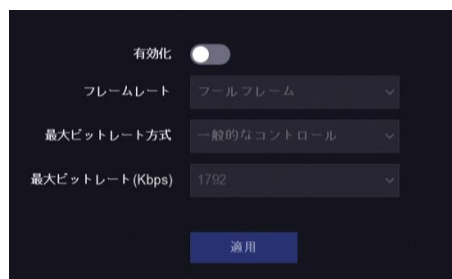 有効化
フレームレート フールフレーム
最大ビットレート方式 一般的なコントロール
最大ビットレート(Kbps) 1792
適用